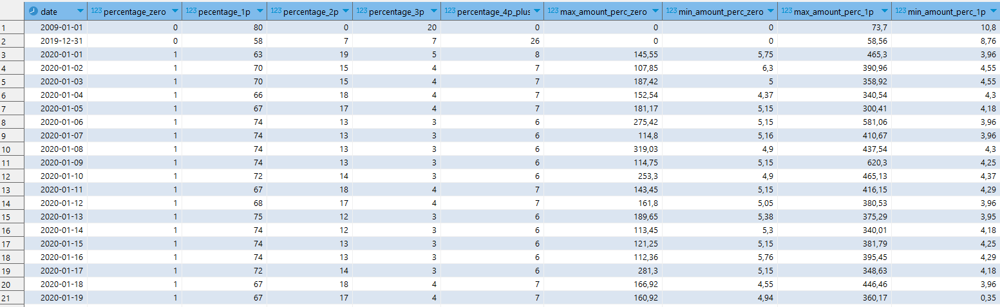 date 123 percentage_zero 123 pecentage_1p 123 percentage_2p 123 percentage_3p 123 percentage_4p_plus 123 max_amount_perc_zero 123 min_amount_perc_zero 123 max_amount_perc_1p 123 min_amount_perc_1p
1 2009-01-01 0 80 0 20 0 0 0 73,7 10,8
2 2019-12-31 0 58 7 7 26 0 0 58,56 8,76
3 2020-01-01 1 63 19 5 8 145,55 5,75 465,3 3,96
4 2020-01-02 1 70 15 4 7 107,85 6,3 390,96 4,55
5 2020-01-03 1 70 15 4 7 187,42 5 358,92 4,55
6 2020-01-04 1 66 18 4 7 152,54 4,37 340,54 4,3
7 2020-01-05 1 67 17 4 7 181,17 5,15 300,41 4,18
8 2020-01-06 1 74 13 3 6 275,42 5,15 581,06 3,96
9 2020-01-07 1 74 13 3 6 114,8 5,16 410,67 3,96
10 2020-01-08 1 74 13 3 6 319,03 4,9 437,54 4,3
11 2020-01-09 1 74 13 3 6 114,75 5,15 620,3 4,25
12 2020-01-10 1 72 14 3 6 253,3 4,9 465,13 4,37
13 2020-01-11 1 67 18 4 7 143,45 5,15 416,15 4,29
14 2020-01-12 1 68 17 4 7 161,8 5,05 380,53 3,96
15 2020-01-13 1 75 12 3 6 189,65 5,38 375,29 3,95
16 2020-01-14 1 74 12 3 6 113,45 5,3 340,01 4,18
17 2020-01-15 1 74 13 3 6 121,25 5,15 381,79 4,25
18 2020-01-16 1 74 13 3 6 112,36 5,76 395,45 4,29
19 2020-01-17 1 72 14 3 6 281,3 5,15 348,63 4,18
20 2020-01-18 1 67 18 4 7 166,92 4,55 446,46 3,96
21 2020-01-19 1 67 17 4 7 160,92 4,94 360,17 0,35